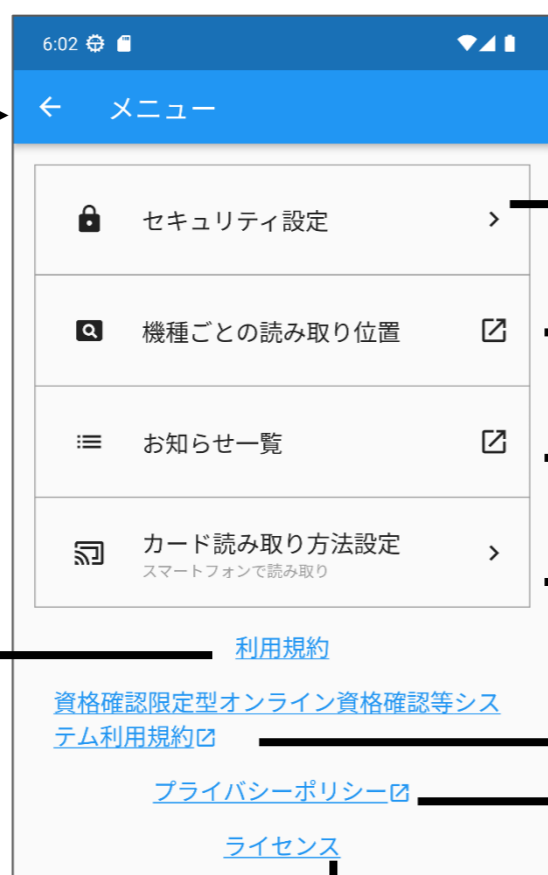 6:02
メニュー
セキュリティ設定
機種ごとの読み取り位置
お知らせ一覧
カード読み取り方法設定
スマートフォンで読み取り
利用規約
資格確認限定型オンライン資格確認等シス
テム利用規約
プライバシーポリシー
ライセンス